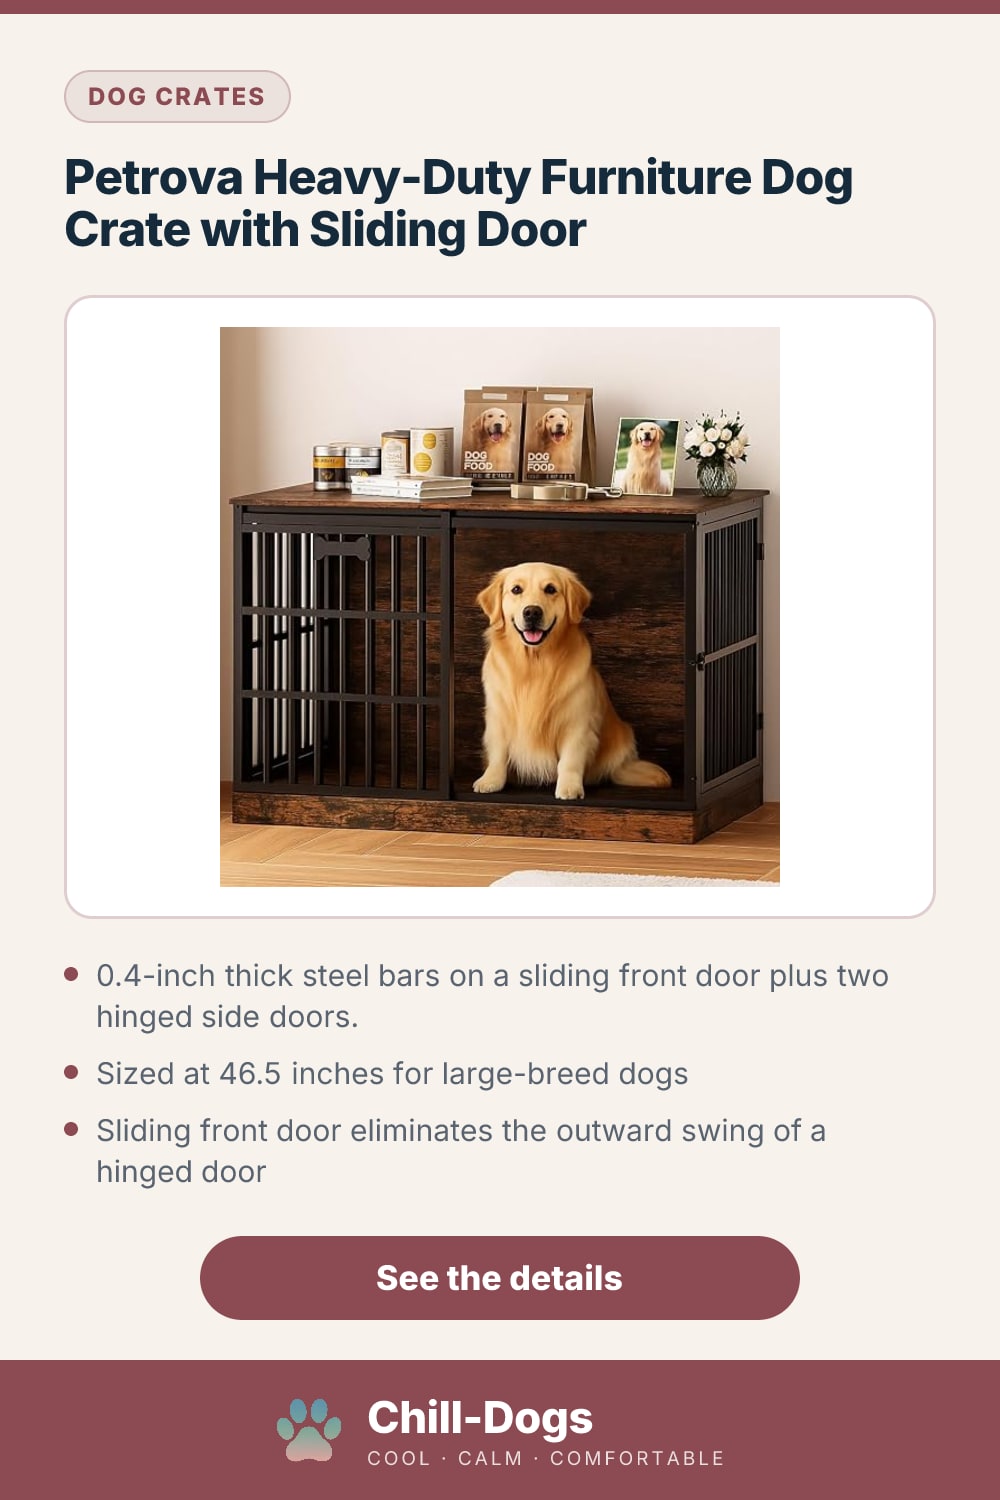 DOG CRATES
Petrova Heavy-Duty Furniture Dog
Crate with Sliding Door
DOG
FOOD
DOG
FOOD
0.4-inch thick steel bars on a sliding front door plus two
hinged side doors.
Sized at 46.5 inches for large-breed dogs
Sliding front door eliminates the outward swing of a
hinged door
See the details
Chill-Dogs
COOL · CALM · COMFORTABLE